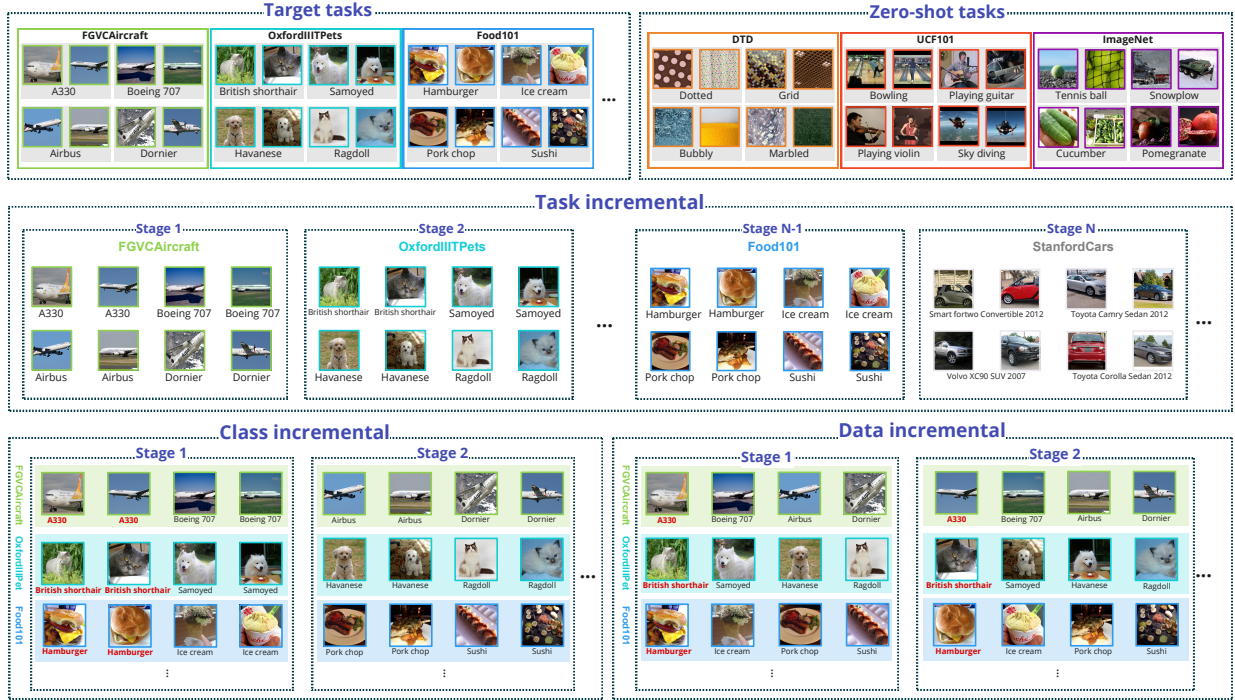 Target tasks
FGVCAircraft
OxfordIIITPets
Food101
A330
Boeing 707
British shorthair
Samoyed
Hamburger
Ice cream
...
Airbus
Dornier
Havanese
Ragdoll
Pork chop
Sushi
Zero-shot tasks
DTD
UCF101
ImageNet
Dotted
Grid
Bowling
Playing guitar
Tennis ball
Snowplow
Bubbly
Marbled
Playing violin
Sky diving
Cucumber
Pomegranate
Task incremental
Stage 1
FGVCAircraft
A330 A330 Boeing 707 Boeing 707
Airbus Airbus Dornier Dornier
Stage 2
OxfordIIITPets
British shorthair British shorthair Samoyed Samoyed
Havanese Havanese Ragdoll Ragdoll
...
Stage N-1
Food101
Hamburger Hamburger Ice cream Ice cream
Pork chop Pork chop Sushi Sushi
Stage N
StanfordCars
Smart fortwo Convertible 2012 Toyota Camry Sedan 2012
Volvo XC90 SUV 2007 Toyota Corolla Sedan 2012
...
Class incremental
Stage 1
FGVCAircraft
A330 A330 Boeing 707 Boeing 707
OxfordIIIPet
British shorthair British shorthair Samoyed Samoyed
Food101
Hamburger Hamburger Ice cream Ice cream
⋮
Stage 2
Airbus Airbus Dornier Dornier
Havanese Havanese Ragdoll Ragdoll
Pork chop Pork chop Sushi Sushi
⋮
...
Data incremental
Stage 1
FGVCAircraft
A330 Boeing 707 Airbus Dornier
OxfordIIIPet
British shorthair Samoyed Havanese Ragdoll
Food101
Hamburger Ice cream Pork chop Sushi
⋮
Stage 2
A330 Boeing 707 Airbus Dornier
British shorthair Samoyed Havanese Ragdoll
Hamburger Ice cream Pork chop Sushi
⋮
...